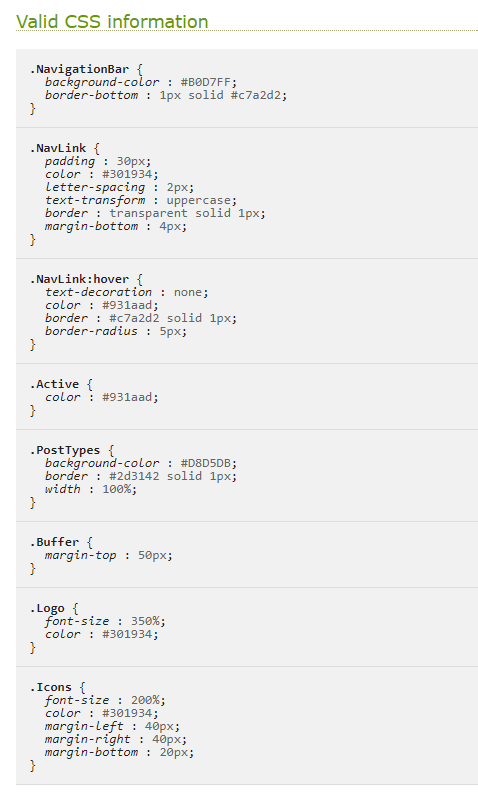 Valid CSS information
.NavigationBar {
background-color : #B0D7FF;
border-bottom : 1px solid #c7a2d2;
}
.NavLink {
padding : 30px;
color : #301934;
letter-spacing : 2px;
text-transform : uppercase;
border : transparent solid 1px;
margin-bottom : 4px;
}
.NavLink:hover {
text-decoration : none;
color : #931aad;
border : #c7a2d2 solid 1px;
border-radius : 5px;
}
.Active {
color : #931aad;
}
.PostTypes {
background-color : #D8D5DB;
border : #2d3142 solid 1px;
width : 100%;
}
.Buffer {
margin-top : 50px;
}
.Logo {
font-size : 350%;
color : #301934;
}
.Icons {
font-size : 200%;
color : #301934;
margin-left : 40px;
margin-right : 40px;
margin-bottom : 20px;
}